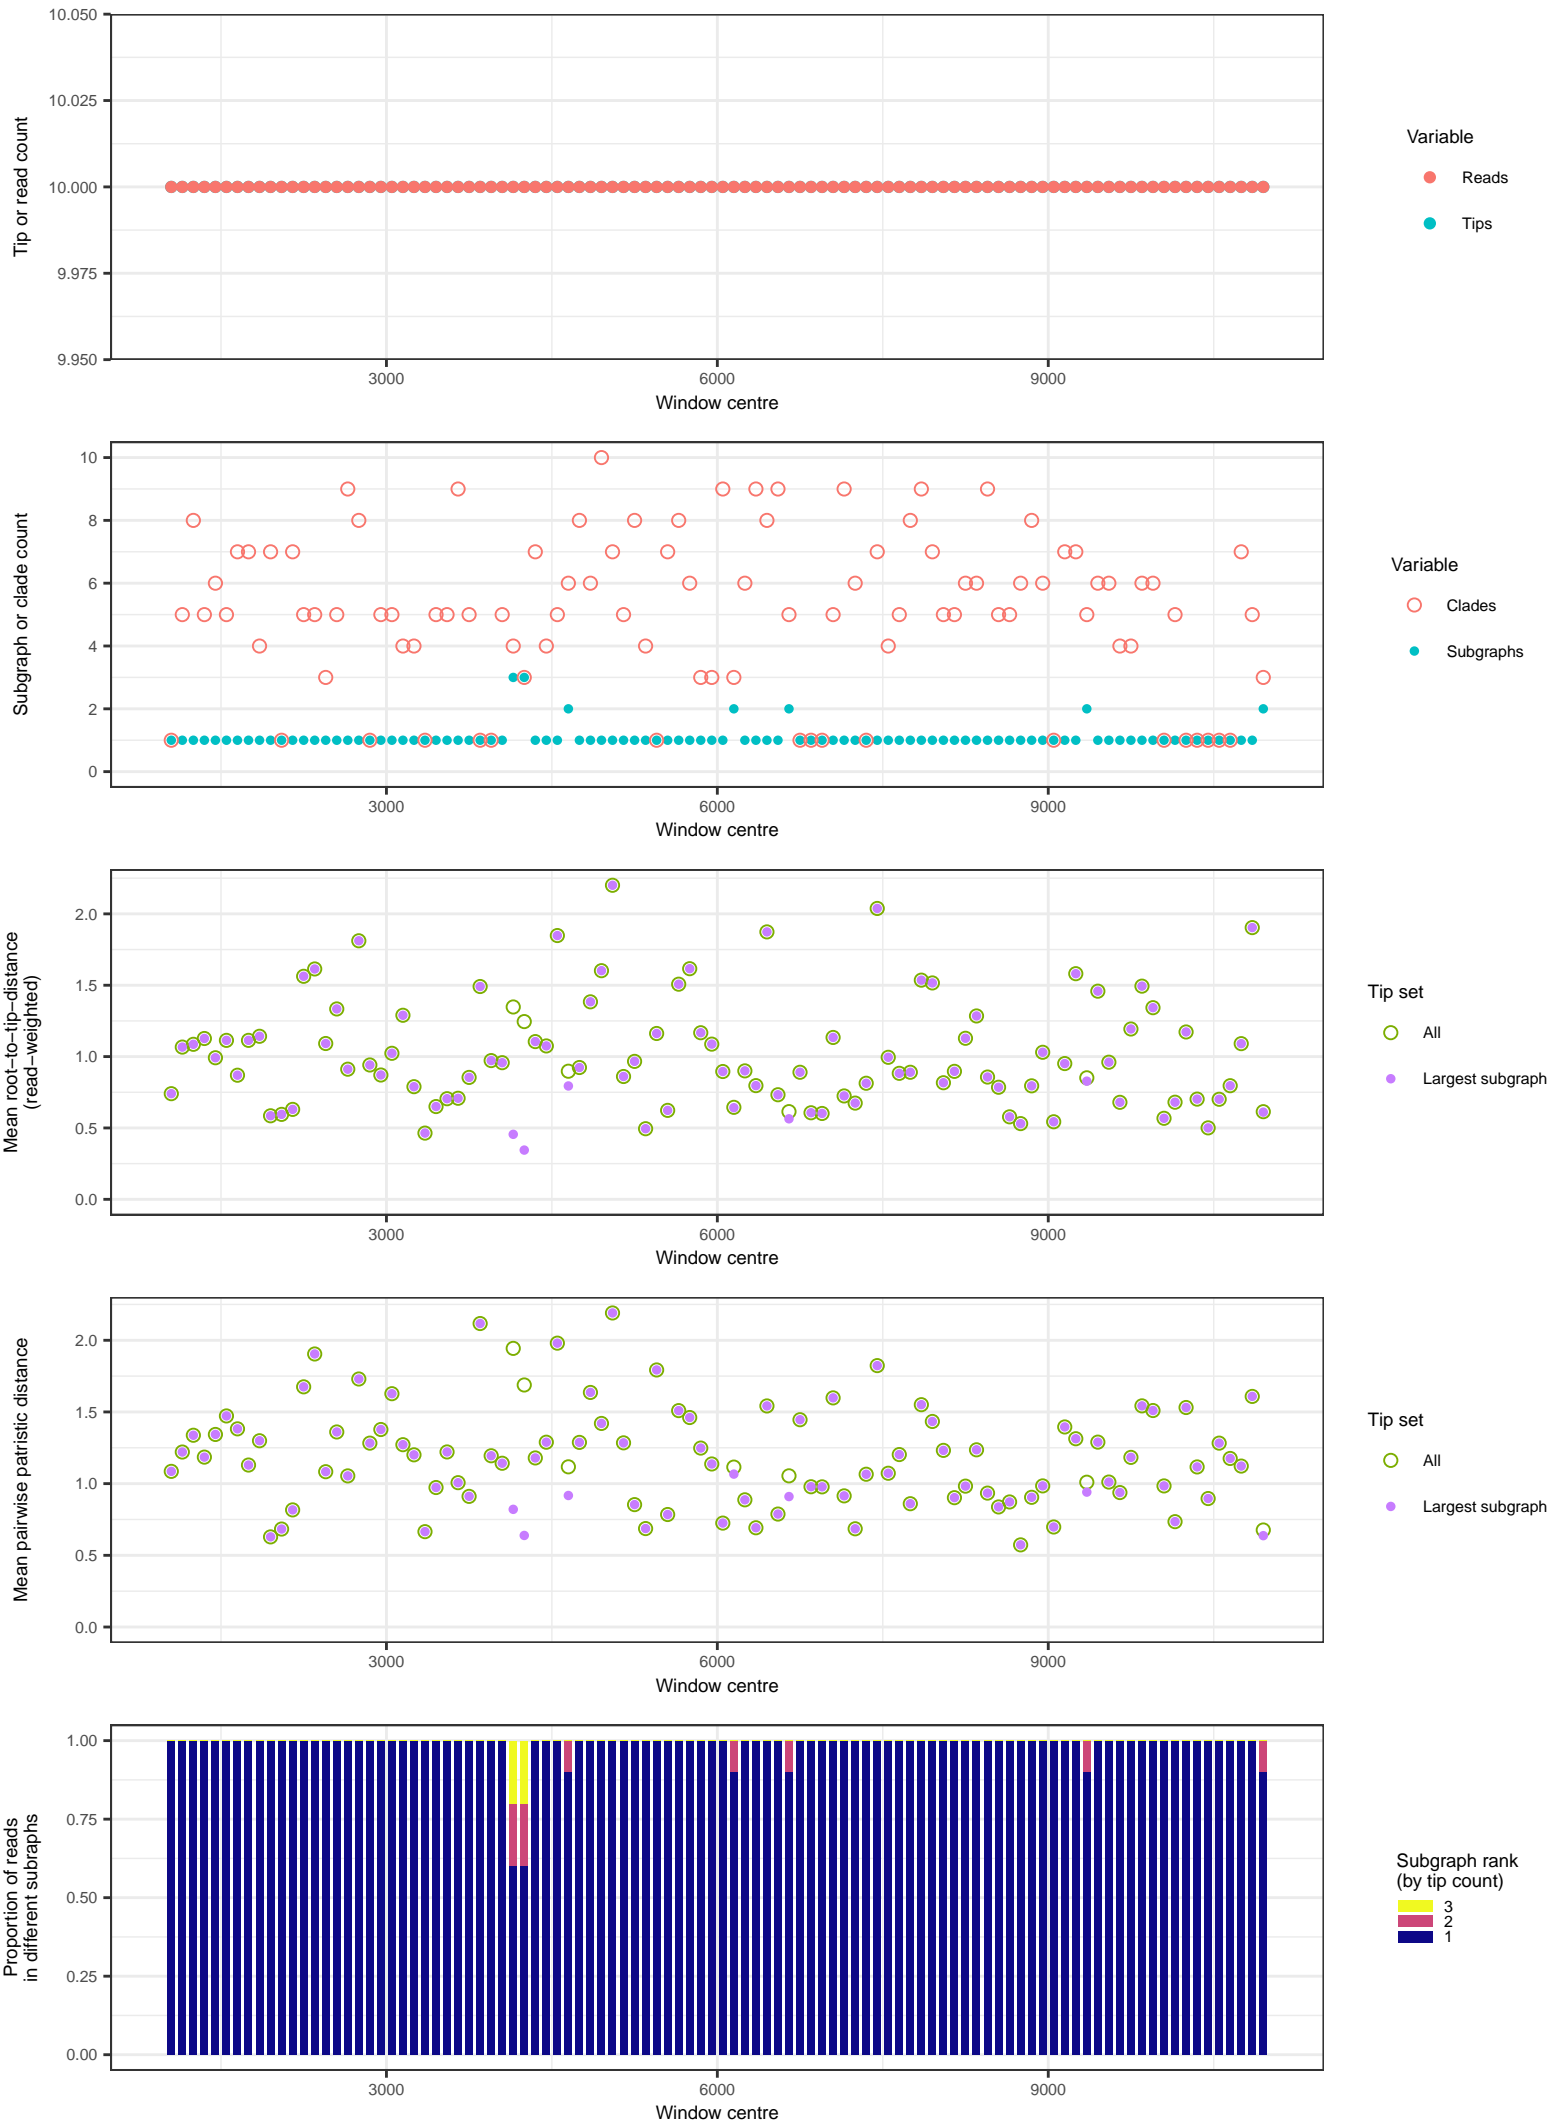 10.050
10.025
10.000
9.975
9.950
Tip or read count
3000
6000
9000
Window centre
Variable
Reads
Tips
10
8
6
4
2
0
Subgraph or clade count
3000
6000
9000
Window centre
Variable
Clades
Subgraphs
2.0
1.5
1.0
0.5
0.0
Mean root−to−tip−distance
(read−weighted)
3000
6000
9000
Window centre
Tip set
All
Largest subgraph
2.0
1.5
1.0
0.5
0.0
Mean pairwise patristic distance
3000
6000
9000
Window centre
Tip set
All
Largest subgraph
1.00
0.75
0.50
0.25
0.00
Proportion of reads
in different subraphs
3000
6000
9000
Window centre
Subgraph rank
(by tip count)
3
2
1